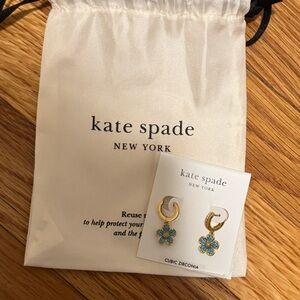 kate spade
NEW YORK
Reuse
to help protect your
and the
kate spade
NEW YORK
CUBIC ZIRCONIA